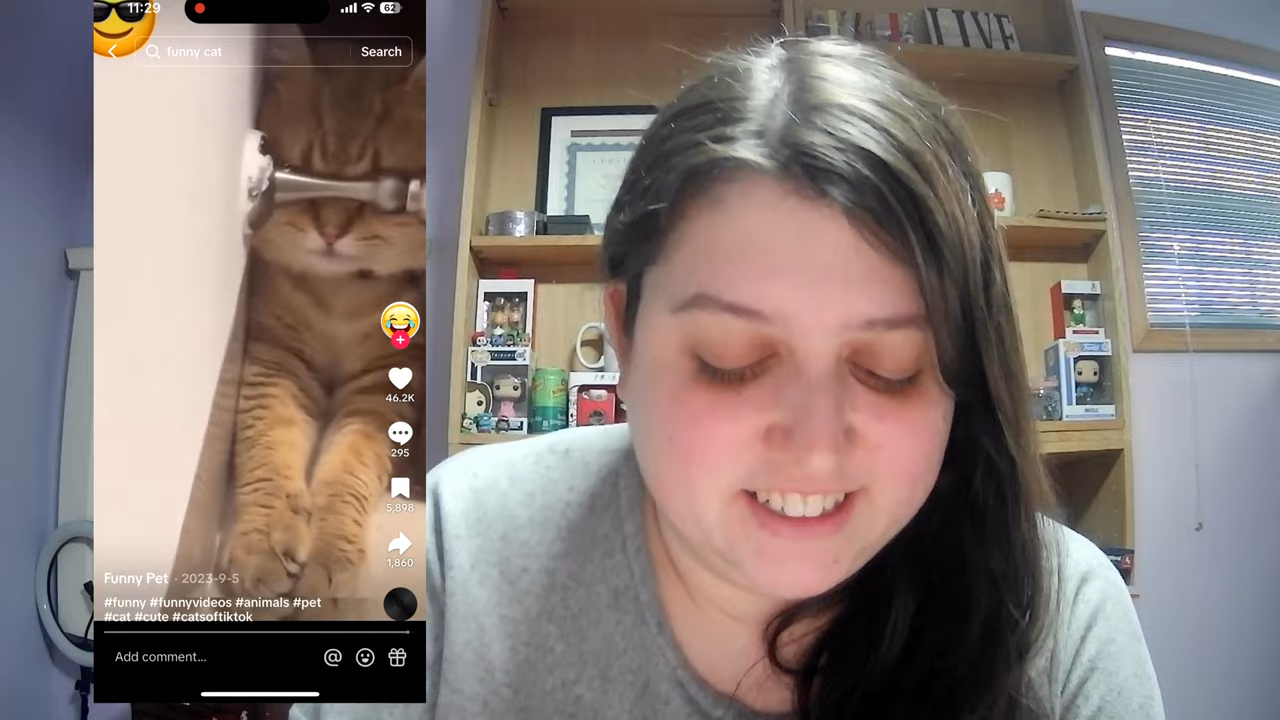 11:29
62
funny cat
Search
46.2K
295
5,898
1,860
Funny Pet · 2023-9-5
#funny #funnyvideos #animals #pet
#cat #cute #catsoftiktok
Add comment...
@
LIVE